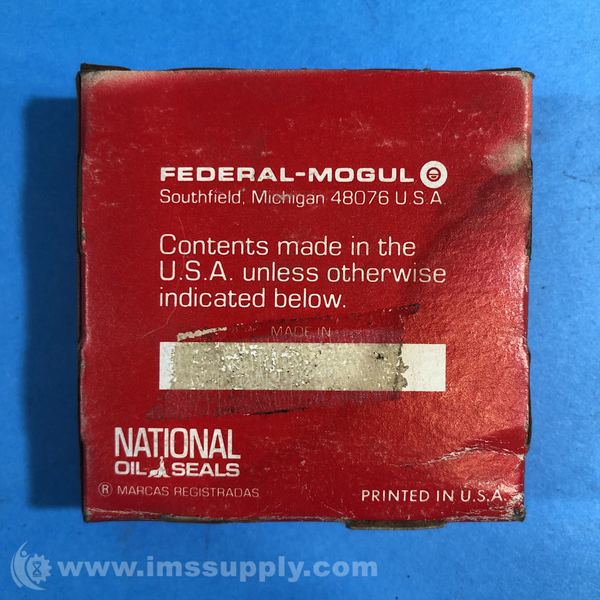 FEDERAL-MOGUL
Southfield, Michigan 48076 U.S.A.
Contents made in the
U.S.A. unless otherwise
indicated below.
MADE IN
NATIONAL
OIL SEALS
® MARCAS REGISTRADAS
PRINTED IN U.S.A.
www.imssupply.com